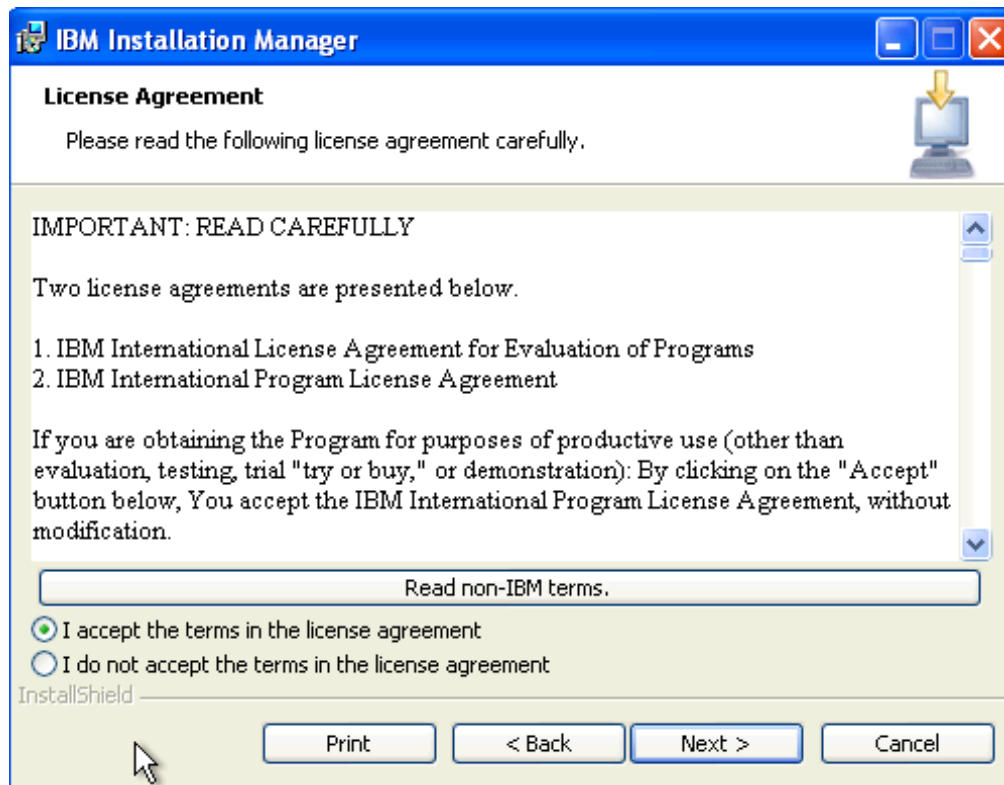 IBM Installation Manager
License Agreement
Please read the following license agreement carefully.
IMPORTANT: READ CAREFULLY
Two license agreements are presented below.
1. IBM International License Agreement for Evaluation of Programs
2. IBM International Program License Agreement
If you are obtaining the Program for purposes of productive use (other than
evaluation, testing, trial "try or buy," or demonstration): By clicking on the "Accept"
button below, You accept the IBM International Program License Agreement, without
modification.
Read non-IBM terms.
I accept the terms in the license agreement
I do not accept the terms in the license agreement
InstallShield
Print
< Back
Next >
Cancel